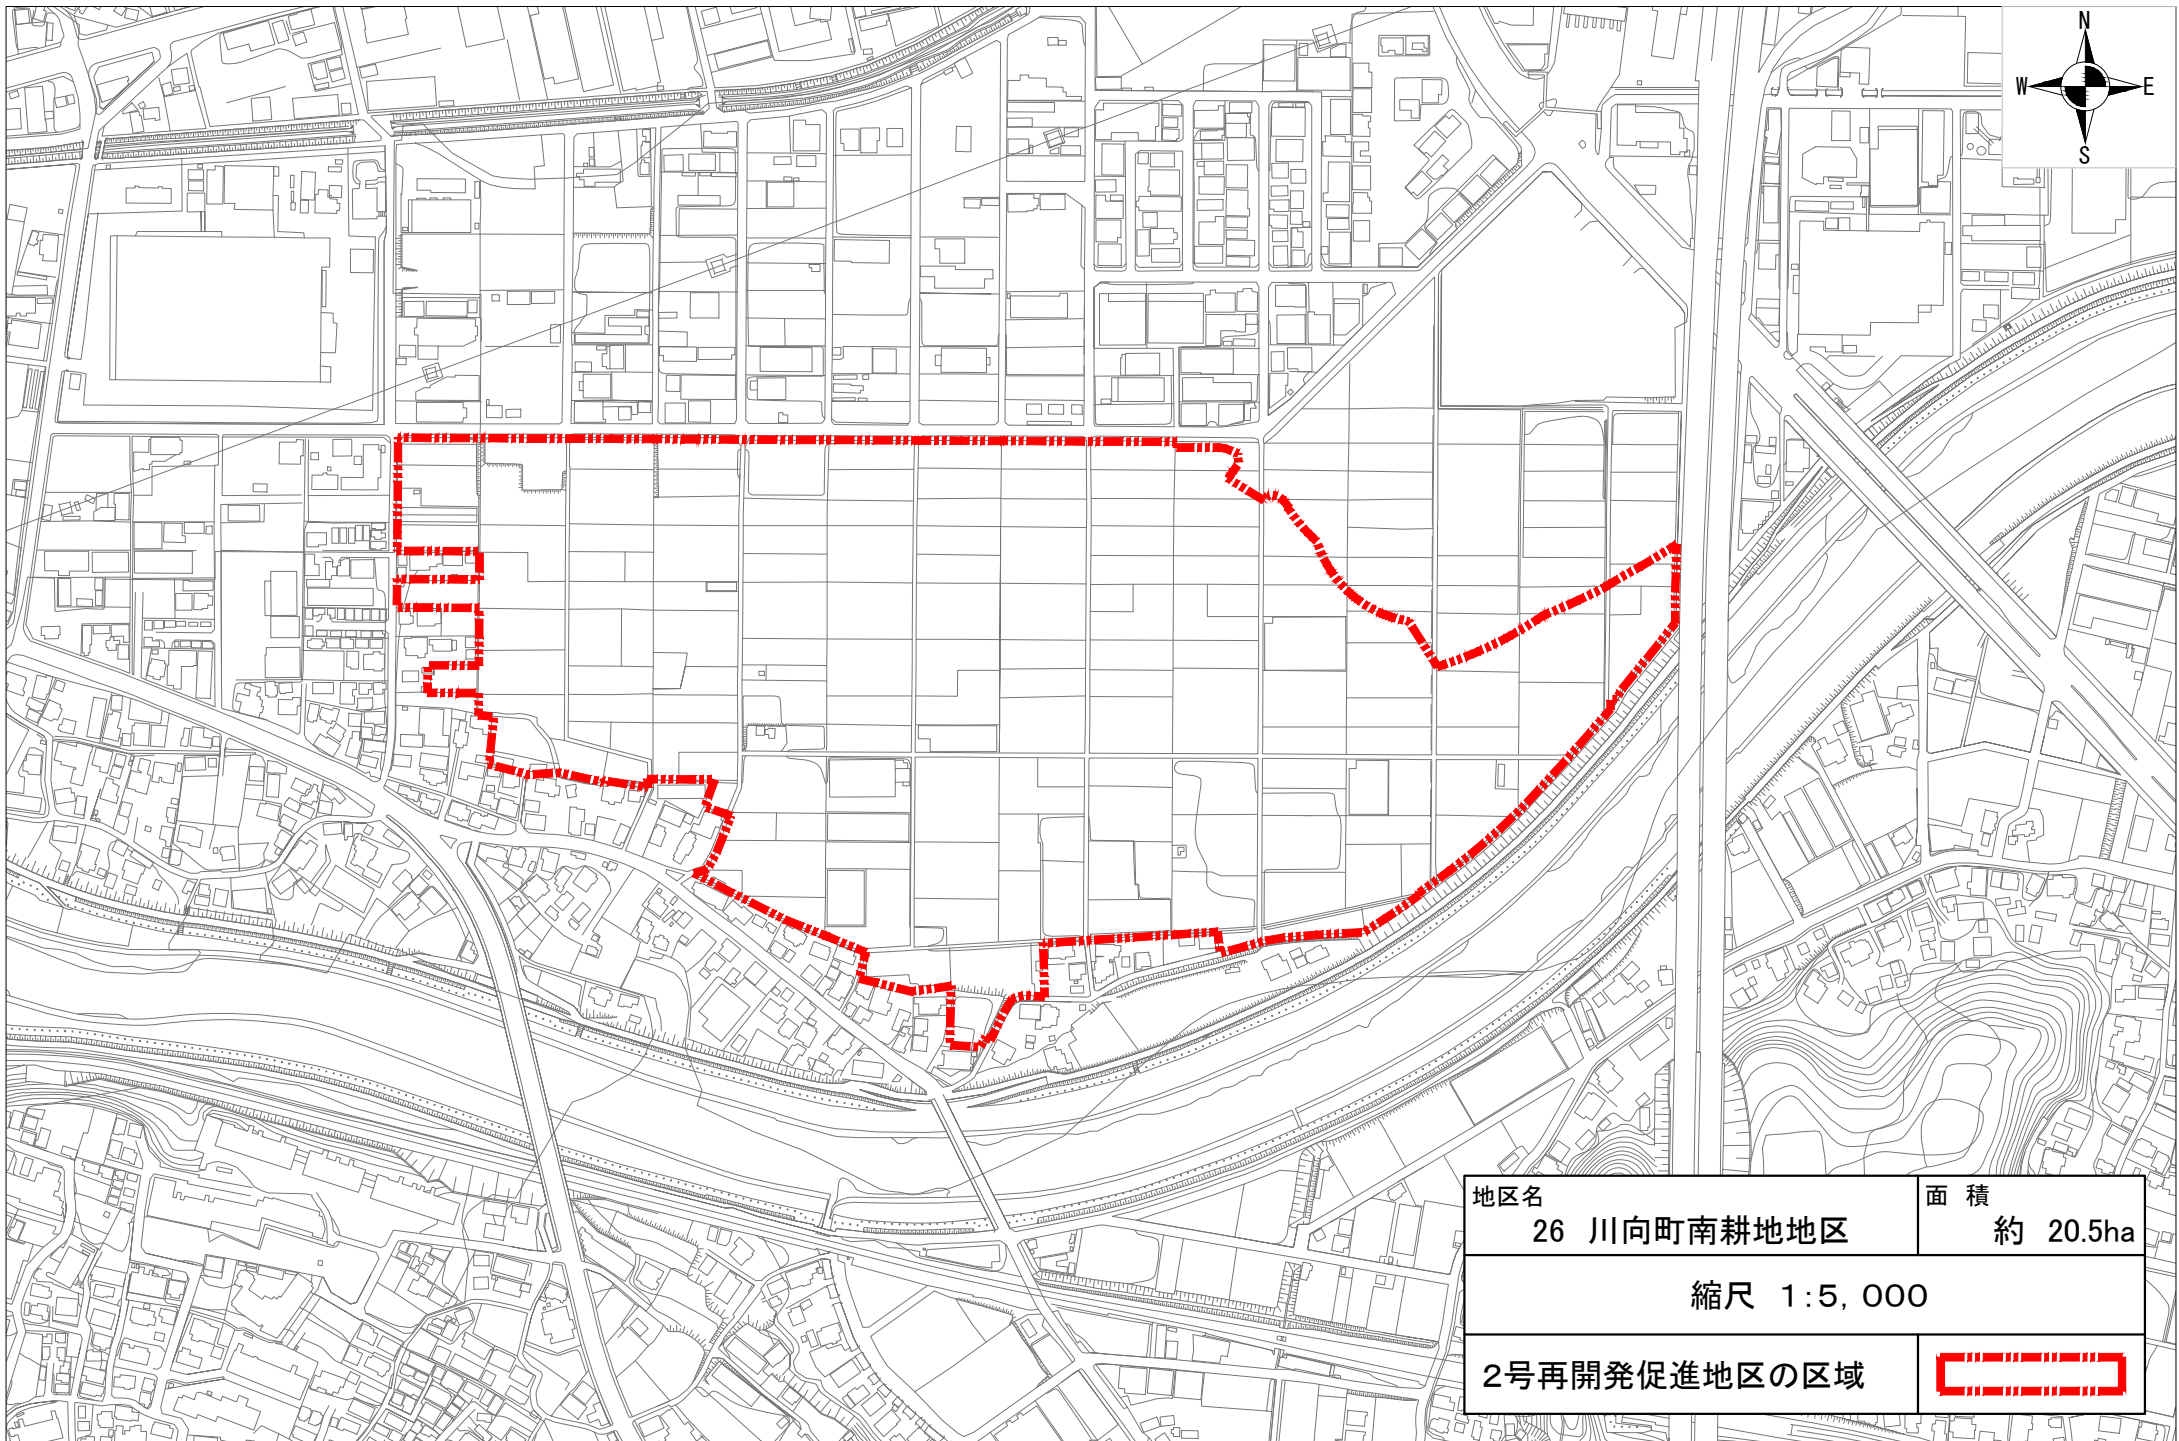 N
W E
S
地区名
26 川向町南耕地地区
面 積
約 20.5ha
縮尺 1:5,000
2号再開発促進地区の区域